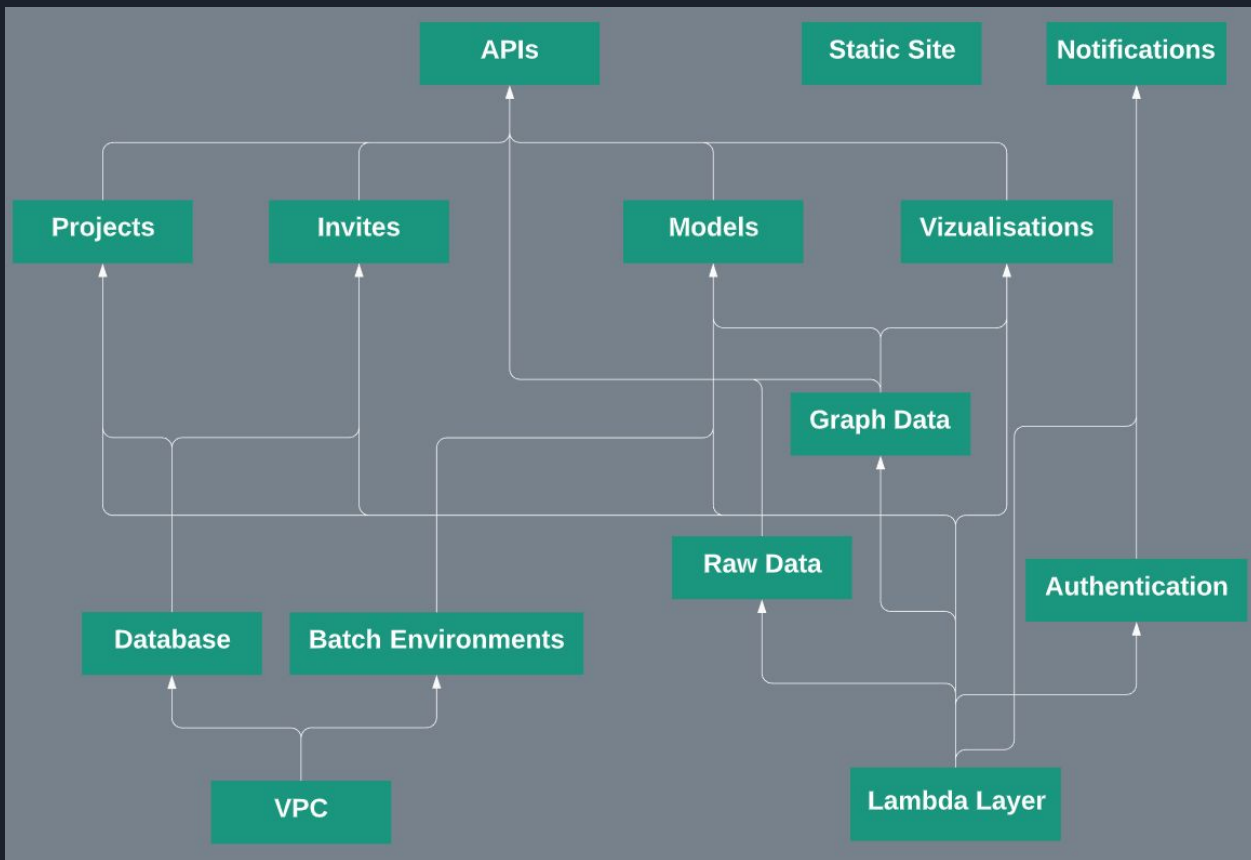 APIs
Static Site
Notifications
Projects
Invites
Models
Vizualisations
Graph Data
Raw Data
Authentication
Database
Batch Environments
VPC
Lambda Layer